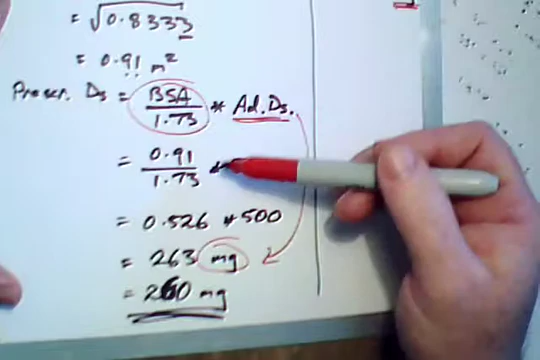 = √0.8333
= 0.91 m²
Prescr. Ds = BSA/1.73 * Ad. Ds.
= 0.91/1.73
= 0.526 * 500
= 263 mg
= 260 mg